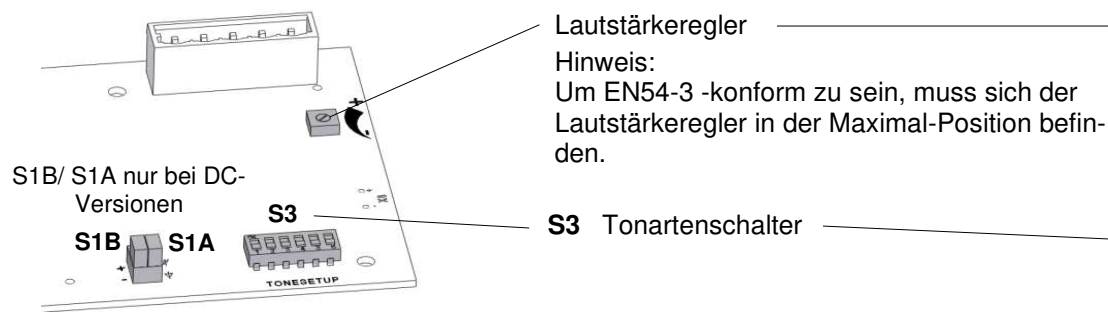 Lautstärkeregler
Hinweis:
Um EN54-3 -konform zu sein, muss sich der
Lautstärkeregler in der Maximal-Position befin-
den.
S1B/ S1A nur bei DC-
Versionen
S3
S1B S1A
S3 Tonartenschalter
TONESETUP